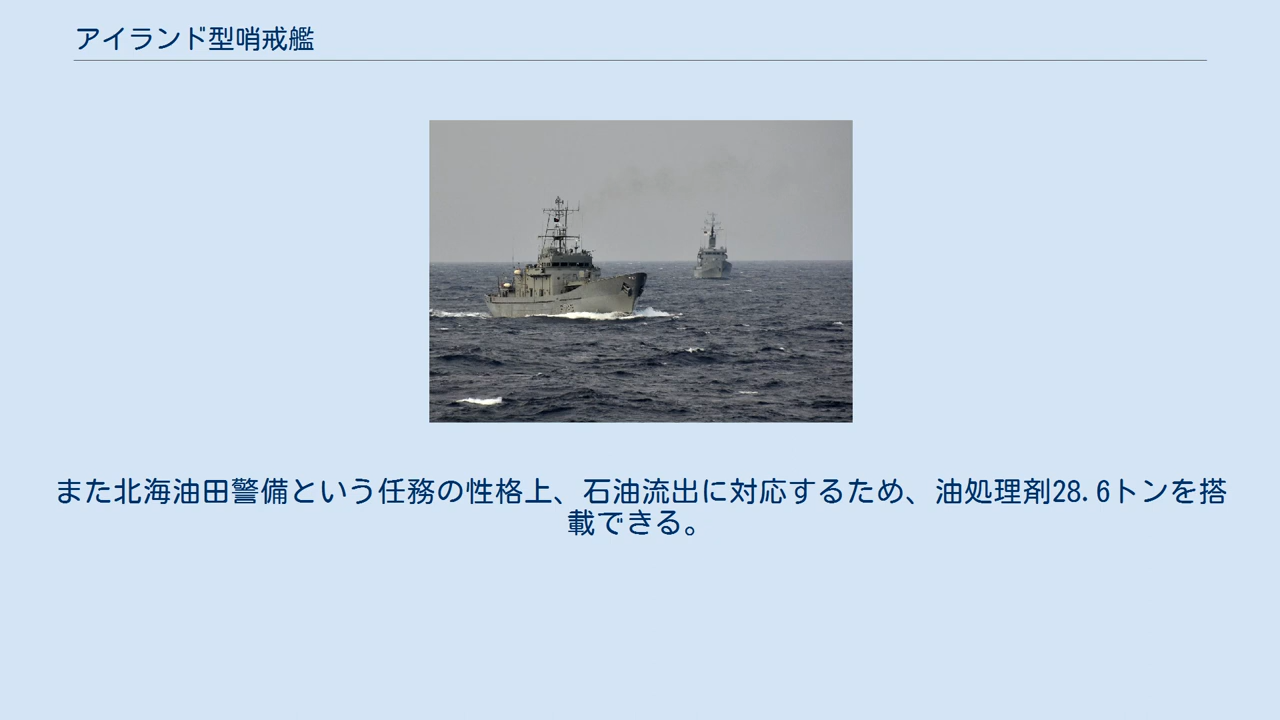 アイランド型哨戒艦
また北海油田警備という任務の性格上、石油流出に対応するため、油処理剤28.6トンを搭
載できる。